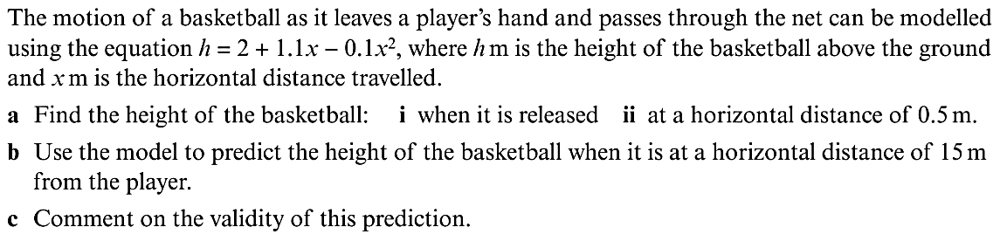 The motion of a basketball as it leaves a player’s hand and passes through the net can be modelled
using the equation h = 2 + 1.1x − 0.1x², where h m is the height of the basketball above the ground
and x m is the horizontal distance travelled.
a Find the height of the basketball: i when it is released ii at a horizontal distance of 0.5 m.
b Use the model to predict the height of the basketball when it is at a horizontal distance of 15 m
from the player.
c Comment on the validity of this prediction.